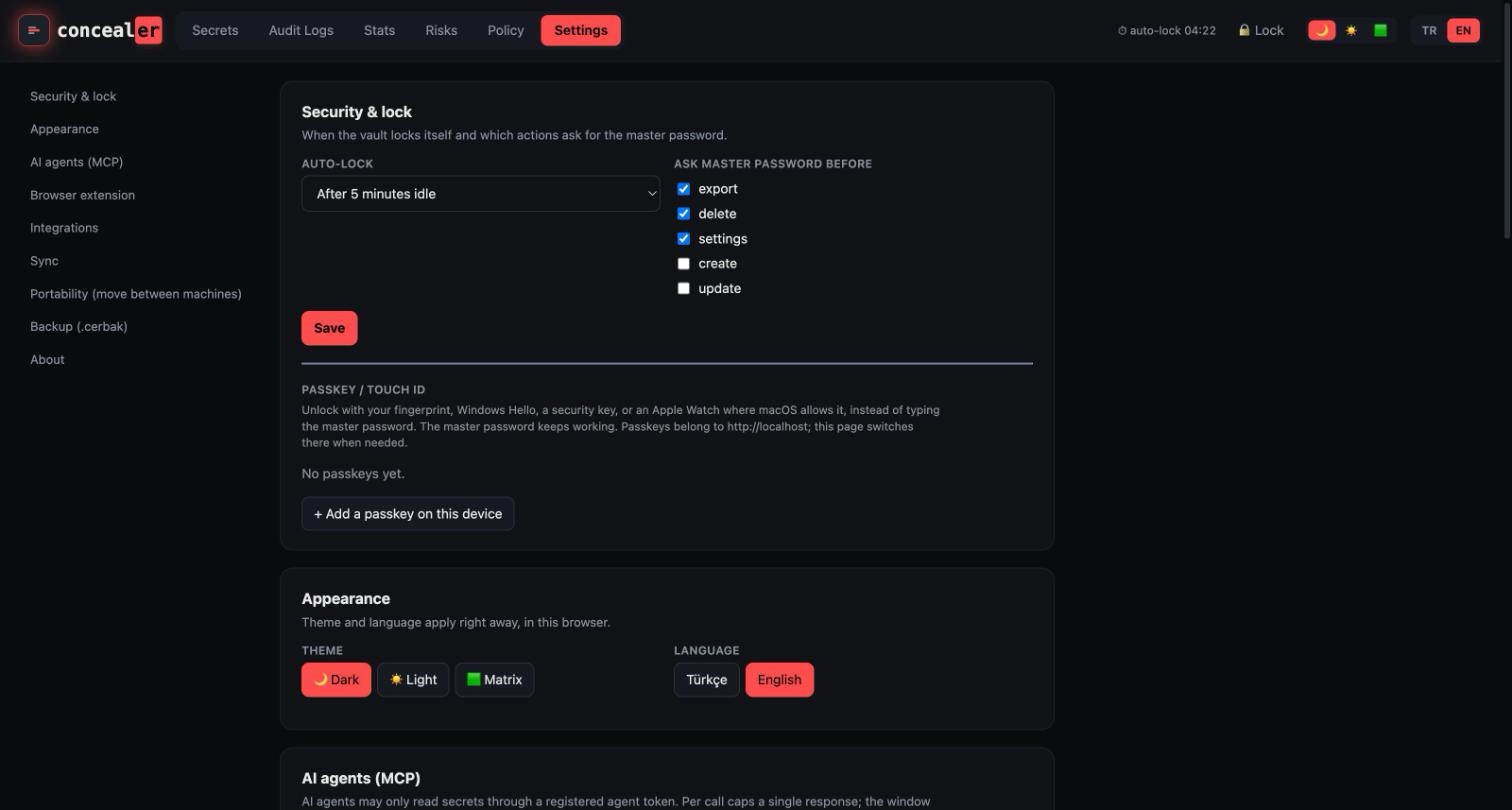 concealer
Secrets
Audit Logs
Stats
Risks
Policy
Settings
auto-lock 04:22
Lock
TR
EN
Security & lock
Appearance
AI agents (MCP)
Browser extension
Integrations
Sync
Portability (move between machines)
Backup (.cerbak)
About
Security & lock
When the vault locks itself and which actions ask for the master password.
AUTO-LOCK
After 5 minutes idle
ASK MASTER PASSWORD BEFORE
export
delete
settings
create
update
Save
PASSKEY / TOUCH ID
Unlock with your fingerprint, Windows Hello, a security key, or an Apple Watch where macOS allows it, instead of typing
the master password. The master password keeps working. Passkeys belong to http://localhost; this page switches
there when needed.
No passkeys yet.
+ Add a passkey on this device
Appearance
Theme and language apply right away, in this browser.
THEME
Dark
Light
Matrix
LANGUAGE
Türkçe
English
AI agents (MCP)
AI agents may only read secrets through a registered agent token. Per call caps a single response; the window